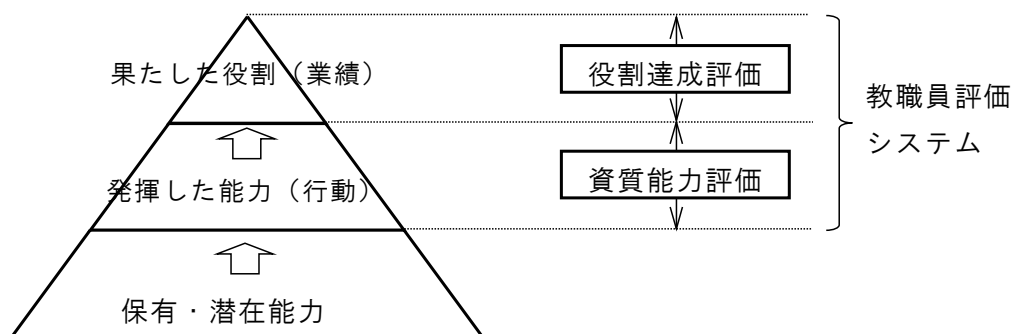 果たした役割（業績）
役割達成評価
教職員評価
システム
発揮した能力（行動）
資質能力評価
保有・潜在能力